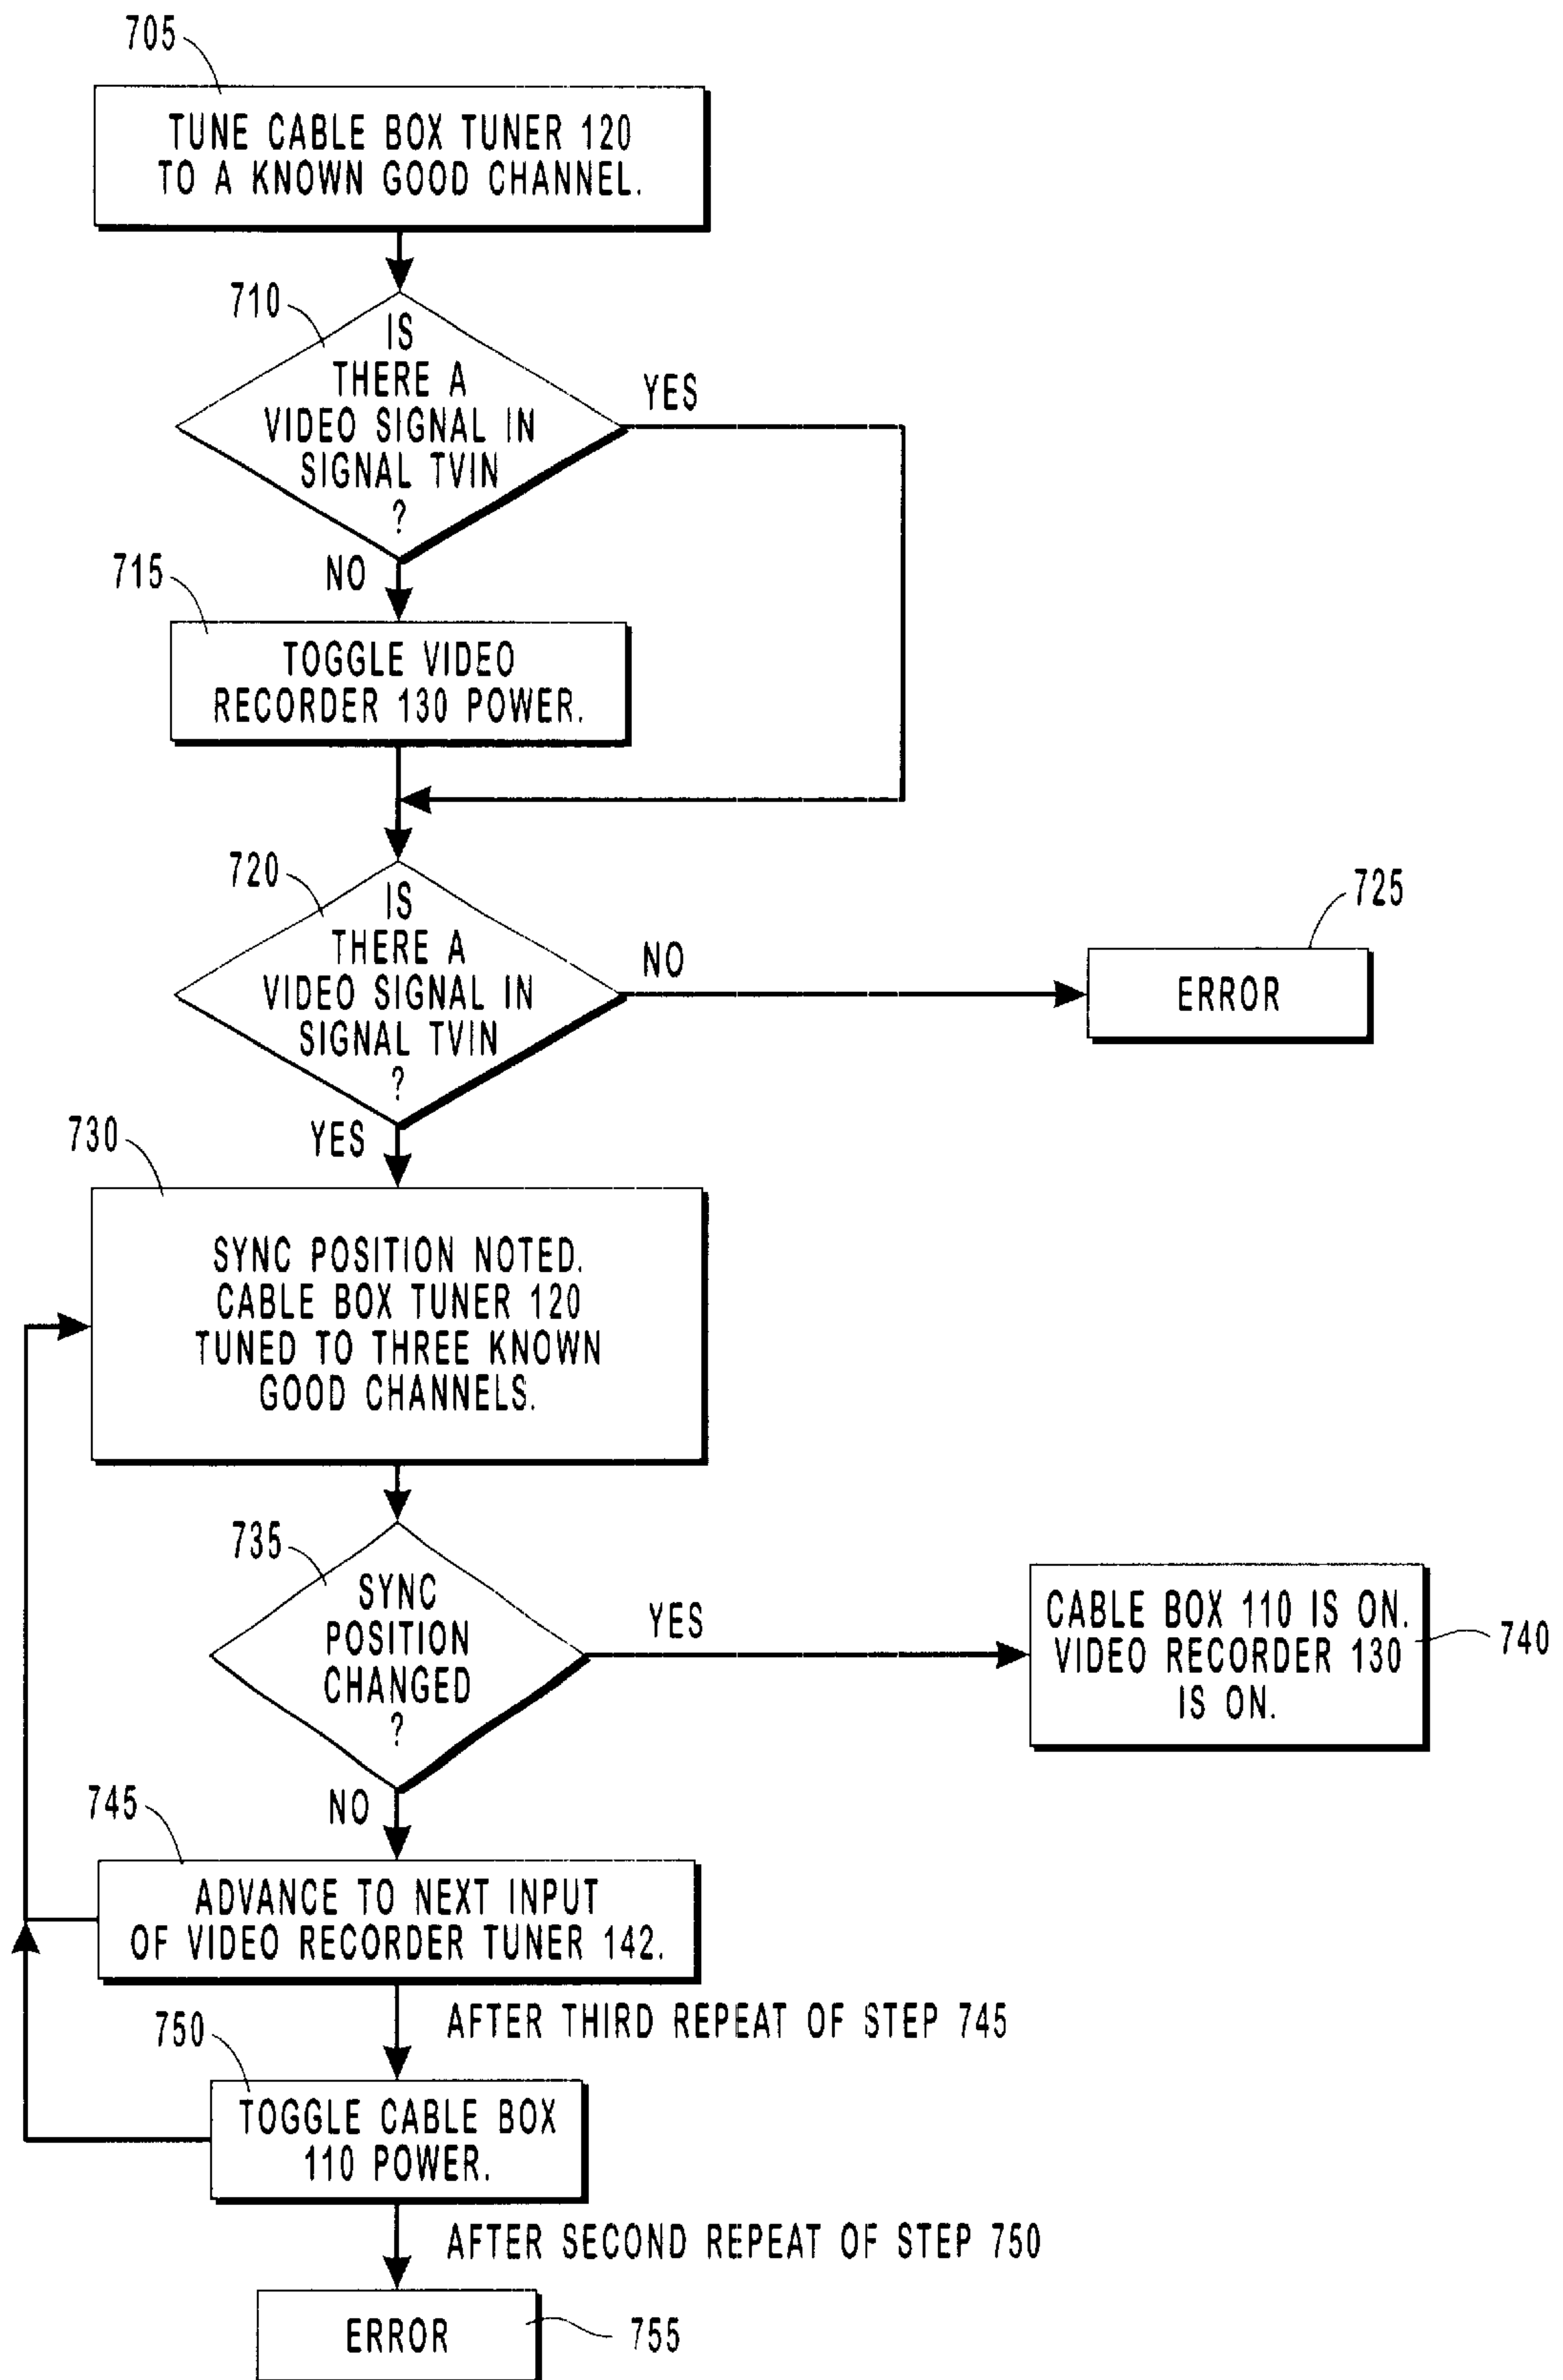 705
TUNE CABLE BOX TUNER 120
TO A KNOWN GOOD CHANNEL.
710
IS
THERE A
VIDEO SIGNAL IN
SIGNAL TVIN
?
YES
NO
715
TOGGLE VIDEO
RECORDER 130 POWER.
720
IS
THERE A
VIDEO SIGNAL IN
SIGNAL TVIN
?
NO
725
ERROR
YES
730
SYNC POSITION NOTED.
CABLE BOX TUNER 120
TUNED TO THREE KNOWN
GOOD CHANNELS.
735
SYNC
POSITION
CHANGED
?
YES
CABLE BOX 110 IS ON.
VIDEO RECORDER 130
IS ON.
740
NO
745
ADVANCE TO NEXT INPUT
OF VIDEO RECORDER TUNER 142.
AFTER THIRD REPEAT OF STEP 745
750
TOGGLE CABLE BOX
110 POWER.
AFTER SECOND REPEAT OF STEP 750
ERROR
755